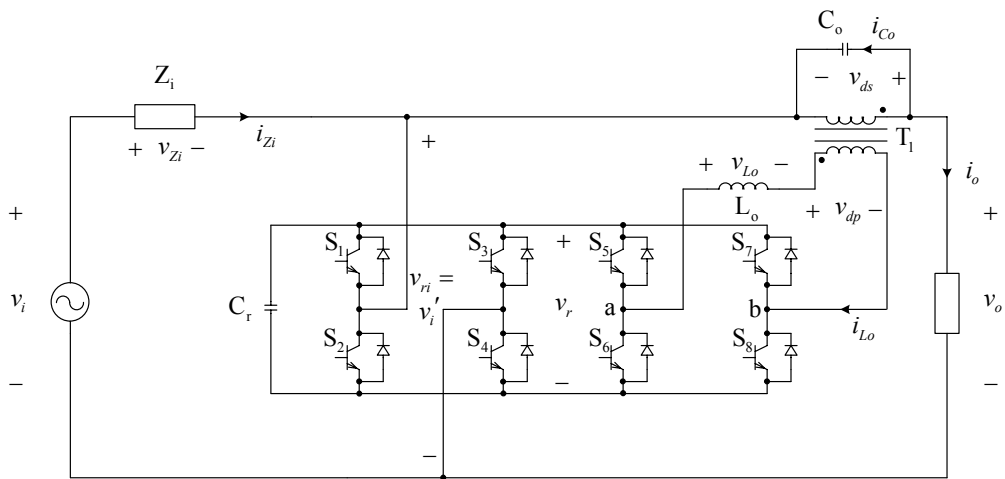 C_o
i_Co
− v_ds +
Z_i
+ v_Zi −
i_Zi
+
T_1
+ v_Lo −
L_o
+ v_dp −
i_o
+
v_i
−
S_1
S_3
+
S_5
S_7
v_ri =
v_i′
v_r
a
b
C_r
i_Lo
S_2
S_4
S_6
S_8
−
−
+
v_o
−